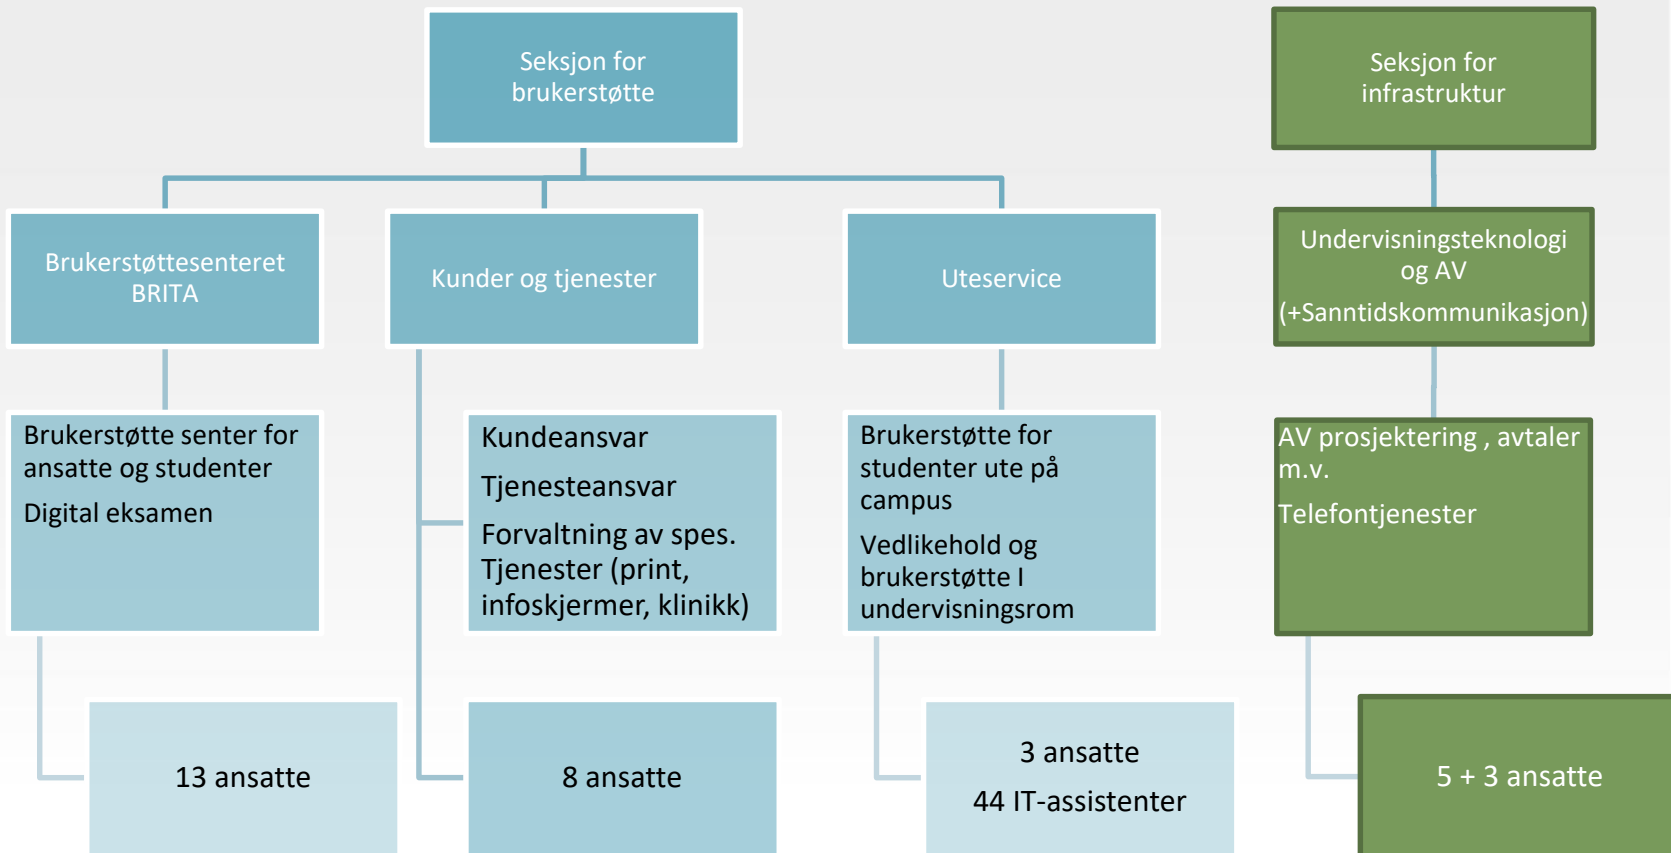 Seksjon for
brukerstøtte
Seksjon for
infrastruktur
Brukerstøttesenteret
BRITA
Kunder og tjenester
Uteservice
Undervisningsteknologi
og AV
(+Sanntidskommunikasjon)
Brukerstøtte senter for
ansatte og studenter
Digital eksamen
Kundeansvar
Tjenesteansvar
Forvaltning av spes.
Tjenester (print,
infoskjermer, klinikk)
Brukerstøtte for
studenter ute på
campus
Vedlikehold og
brukerstøtte I
undervisningsrom
AV prosjektering , avtaler
m.v.
Telefontjenester
13 ansatte
8 ansatte
3 ansatte
44 IT-assistenter
5 + 3 ansatte